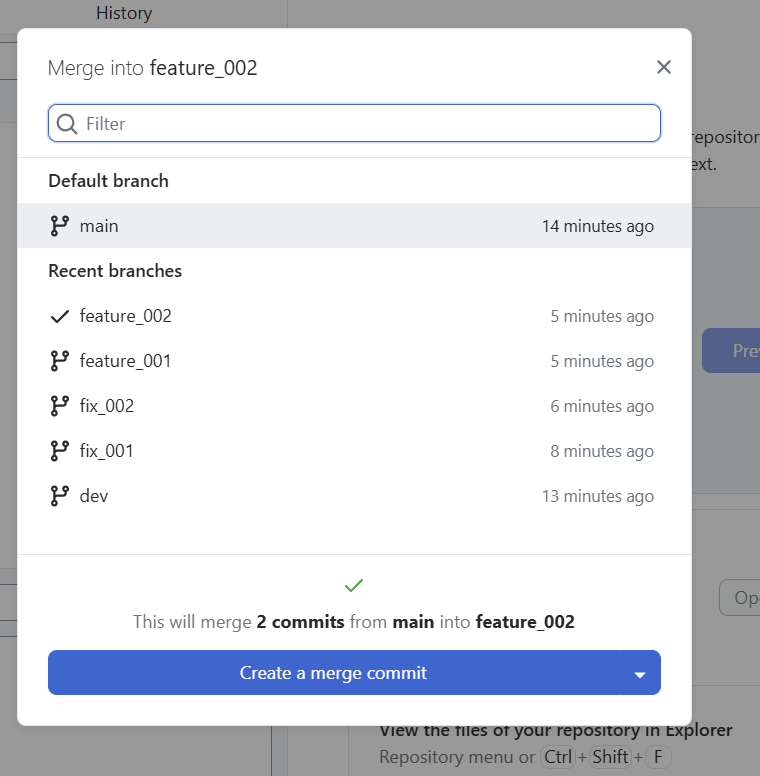 History
Merge into feature_002
Filter
repositor
ext.
Default branch
main 14 minutes ago
Recent branches
feature_002 5 minutes ago
feature_001 5 minutes ago
Prev
fix_002 6 minutes ago
fix_001 8 minutes ago
dev 13 minutes ago
Op
This will merge 2 commits from main into feature_002
Create a merge commit
View the files of your repository in Explorer
Repository menu or Ctrl + Shift + F